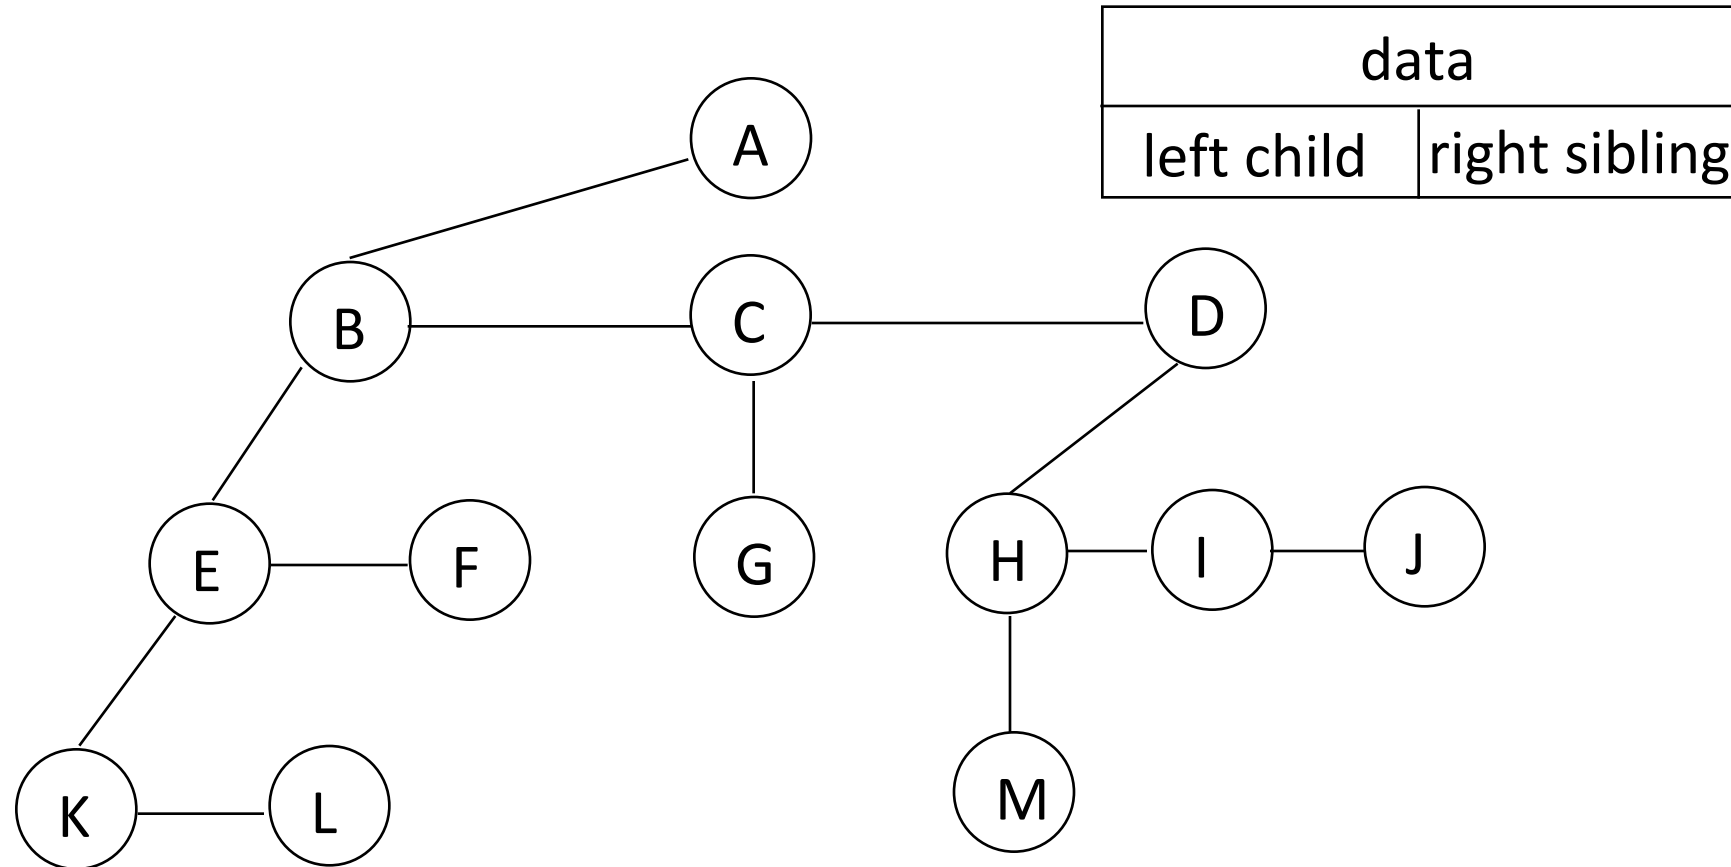 data
left child right sibling
A
B C D
E F G H I J
K L M